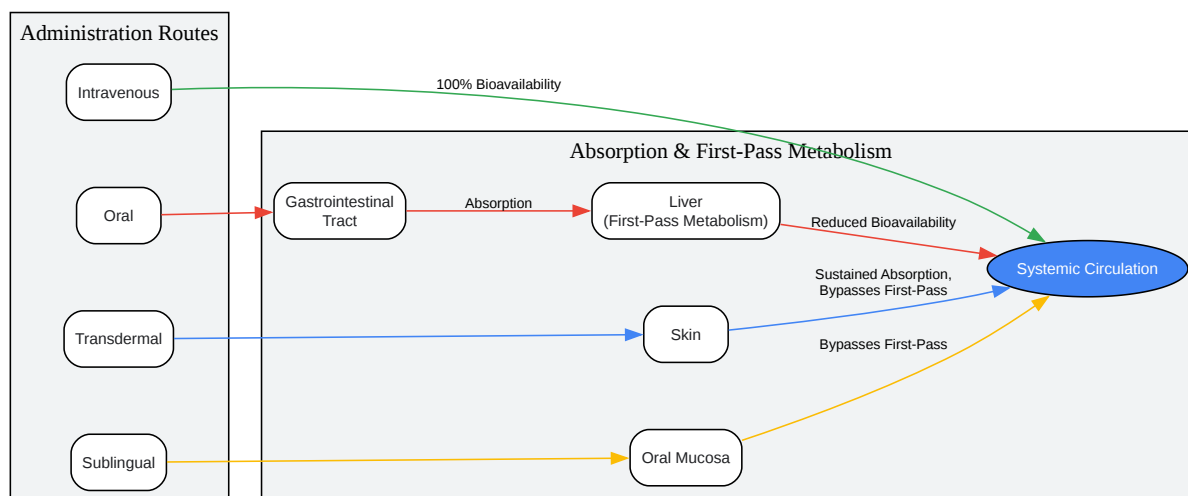 Administration Routes
Intravenous
100% Bioavailability
Absorption & First-Pass Metabolism
Oral
Gastrointestinal
Tract
Absorption
Liver
(First-Pass Metabolism)
Reduced Bioavailability
Systemic Circulation
Sustained Absorption,
Bypasses First-Pass
Transdermal
Skin
Bypasses First-Pass
Sublingual
Oral Mucosa